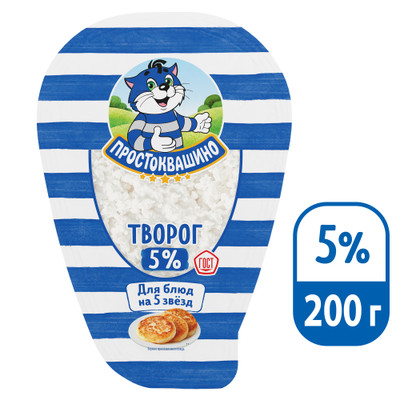 ПРОСТОКВАШИНО
ТВОРОГ
5%
ГОСТ
Для блюд
на 5 звёзд
5%
200 г